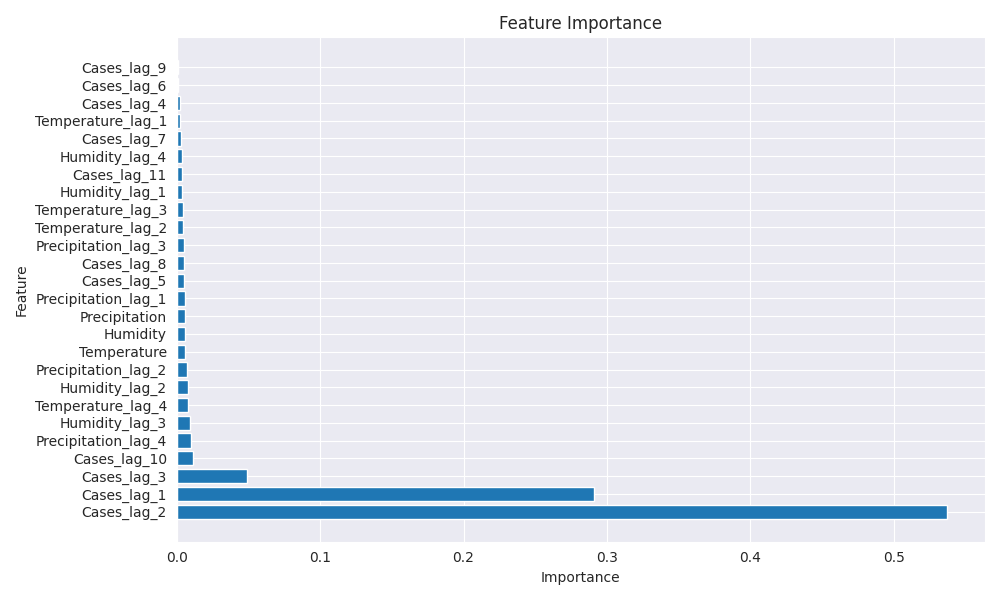 Feature Importance
Cases_lag_9
Cases_lag_6
Cases_lag_4
Temperature_lag_1
Cases_lag_7
Humidity_lag_4
Cases_lag_11
Humidity_lag_1
Temperature_lag_3
Temperature_lag_2
Precipitation_lag_3
Cases_lag_8
Cases_lag_5
Precipitation_lag_1
Precipitation
Humidity
Temperature
Precipitation_lag_2
Humidity_lag_2
Temperature_lag_4
Humidity_lag_3
Precipitation_lag_4
Cases_lag_10
Cases_lag_3
Cases_lag_1
Cases_lag_2
Feature
0.0 0.1 0.2 0.3 0.4 0.5
Importance